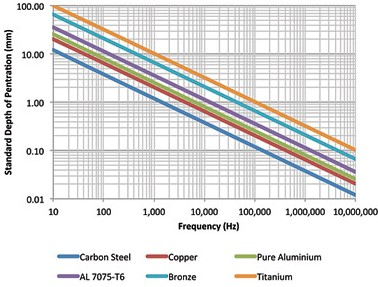 100.00
10.00
1.00
0.10
0.01
Standard Depth of Pentration (mm)
10 100 1,000 10,000 100,000 1,000,000 10,000,000
Frequency (Hz)
Carbon Steel Copper Pure Aluminium
AL 7075-T6 Bronze Titanium